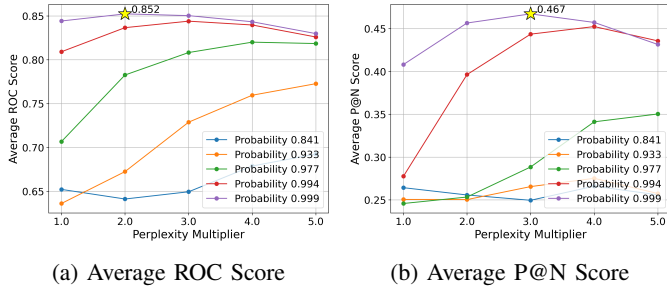 0.852
0.85
0.80
0.75
0.70
0.65
Average ROC Score
Probability 0.841
Probability 0.933
Probability 0.977
Probability 0.994
Probability 0.999
1.0 2.0 3.0 4.0 5.0
Perplexity Multiplier
(a) Average ROC Score
0.467
0.45
0.40
0.35
0.30
0.25
Average P@N Score
Probability 0.841
Probability 0.933
Probability 0.977
Probability 0.994
Probability 0.999
1.0 2.0 3.0 4.0 5.0
Perplexity Multiplier
(b) Average P@N Score